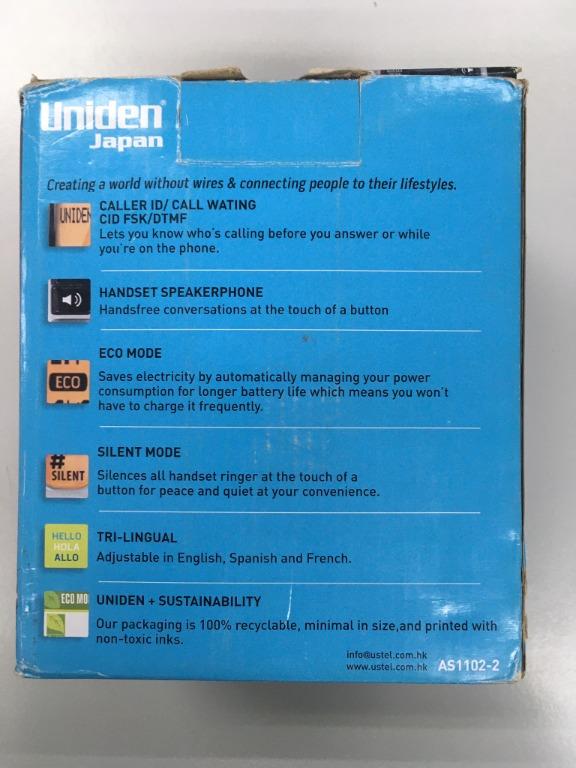 Uniden®
Japan
Creating a world without wires & connecting people to their lifestyles.
UNIDEN
CALLER ID/ CALL WATING
CID FSK/DTMF
Lets you know who's calling before you answer or while
you're on the phone.
HANDSET SPEAKERPHONE
Handsfree conversations at the touch of a button
ECO MODE
ECO
Saves electricity by automatically managing your power
consumption for longer battery life which means you won't
have to charge it frequently.
SILENT MODE
#
SILENT
Silences all handset ringer at the touch of a
button for peace and quiet at your convenience.
HELLO
HOLA
ALLO
TRI-LINGUAL
Adjustable in English, Spanish and French.
ECO MO
UNIDEN + SUSTAINABILITY
Our packaging is 100% recyclable, minimal in size,and printed with
non-toxic inks.
info@ustel.com.hk
www.ustel.com.hk
AS1102-2